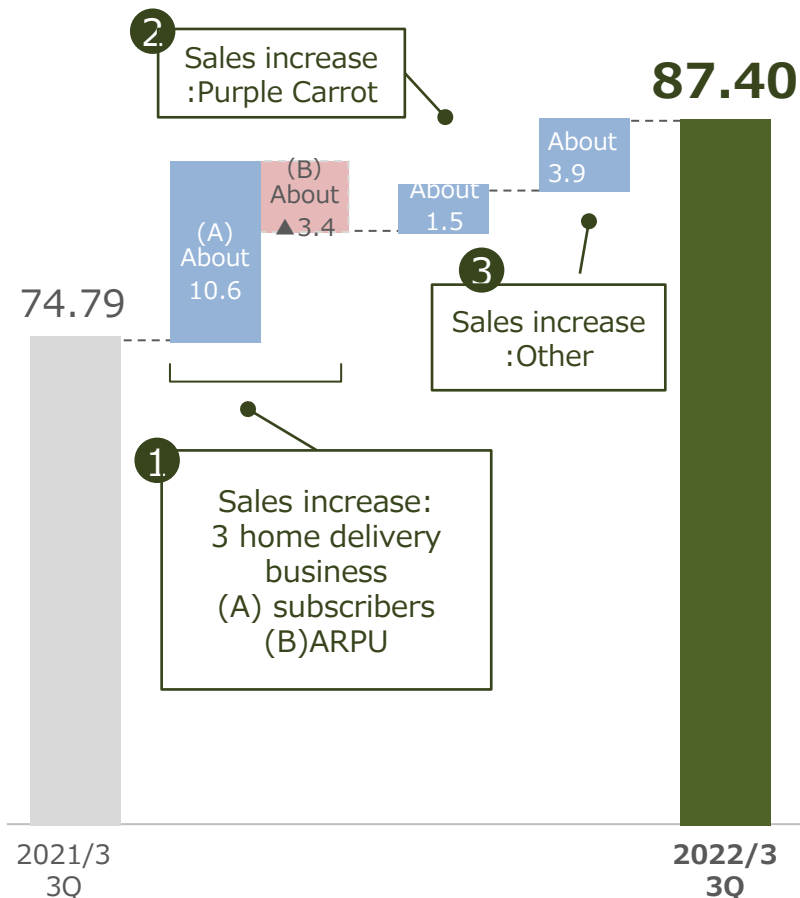 2
Sales increase
:Purple Carrot
87.40
(A)
About
10.6
(B)
About
▲3.4
About
1.5
About
3.9
74.79
3
Sales increase
:Other
1
Sales increase:
3 home delivery
business
(A) subscribers
(B)ARPU
2021/3
3Q
2022/3
3Q